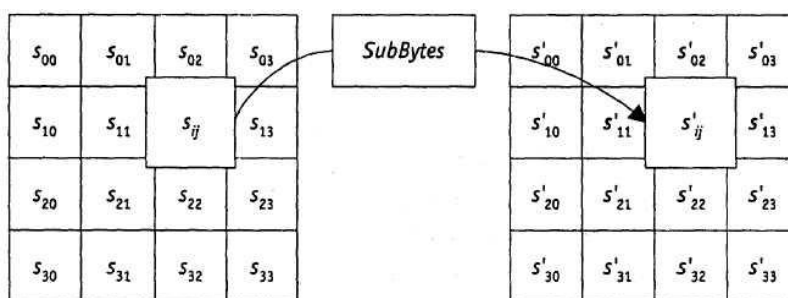 s00 s01 s02 s03 SubBytes s'00 s'01 s'02 s'03
s10 s11 sij s13 s'10 s'11 s'ij s'13
s20 s21 s22 s23 s'20 s'21 s'22 s'23
s30 s31 s32 s33 s'30 s'31 s'32 s'33